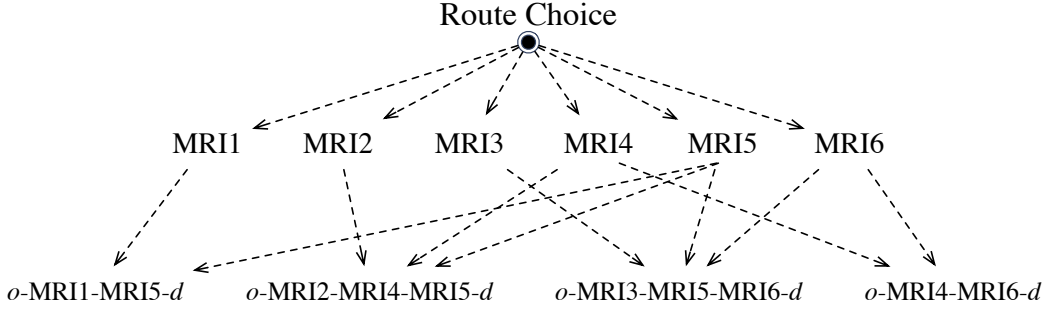 Route Choice
MRI1 MRI2 MRI3 MRI4 MRI5 MRI6
o-MRI1-MRI5-d o-MRI2-MRI4-MRI5-d o-MRI3-MRI5-MRI6-d o-MRI4-MRI6-d